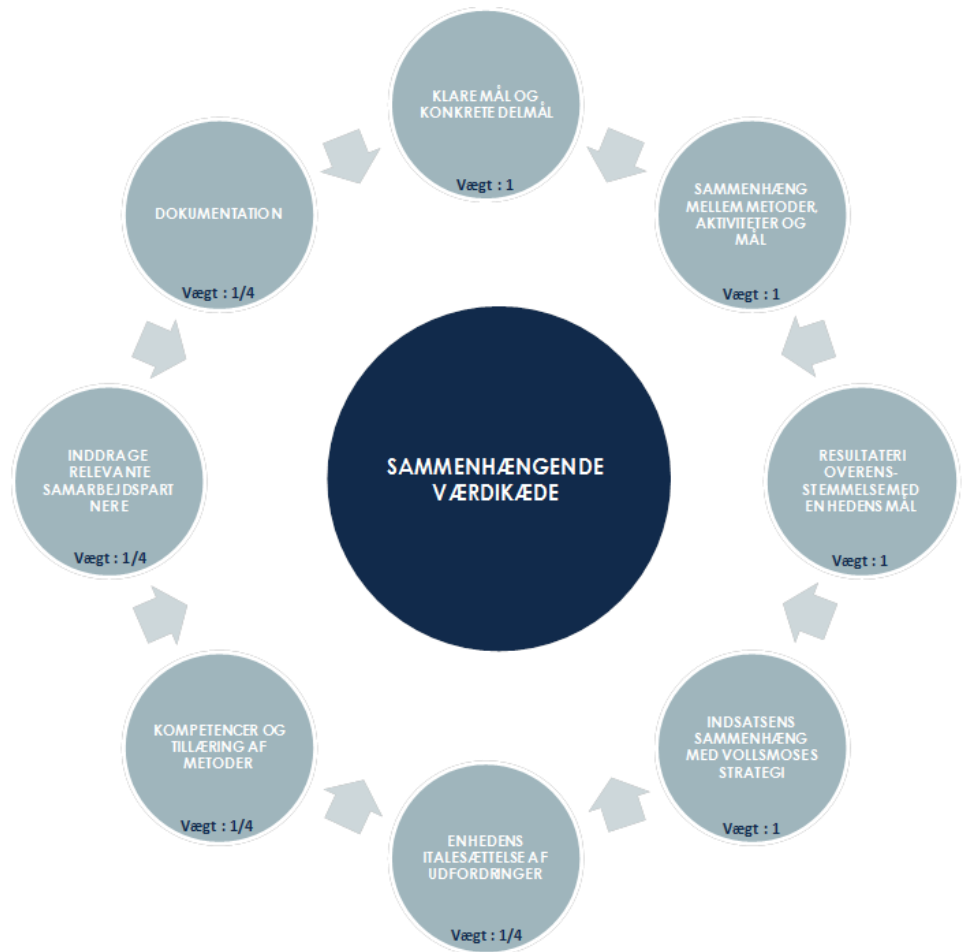 KLARE MÅL OG
KONKRETE DELMÅL
Vægt : 1
SAMMENHÆNG
MELLEM METODER,
AKTIVITETER OG
MÅL
Vægt : 1
RESULTATER I
OVERENS-
STEMMELSE MED
ENHEDENS MÅL
Vægt : 1
INDSATSENS
SAMMENHÆNG
MED VOLLSMOSES
STRATEGI
Vægt : 1
ENHEDENS
ITALESÆTTELSE AF
UDFORDRINGER
Vægt : 1/4
KOMPETENCER OG
TILLÆRING AF
METODER
Vægt : 1/4
INDDRAGE
RELEVANTE
SAMARBEJDSPART
NERE
Vægt : 1/4
DOKUMENTATION
Vægt : 1/4
SAMMENHÆNGENDE
VÆRDIKÆDE